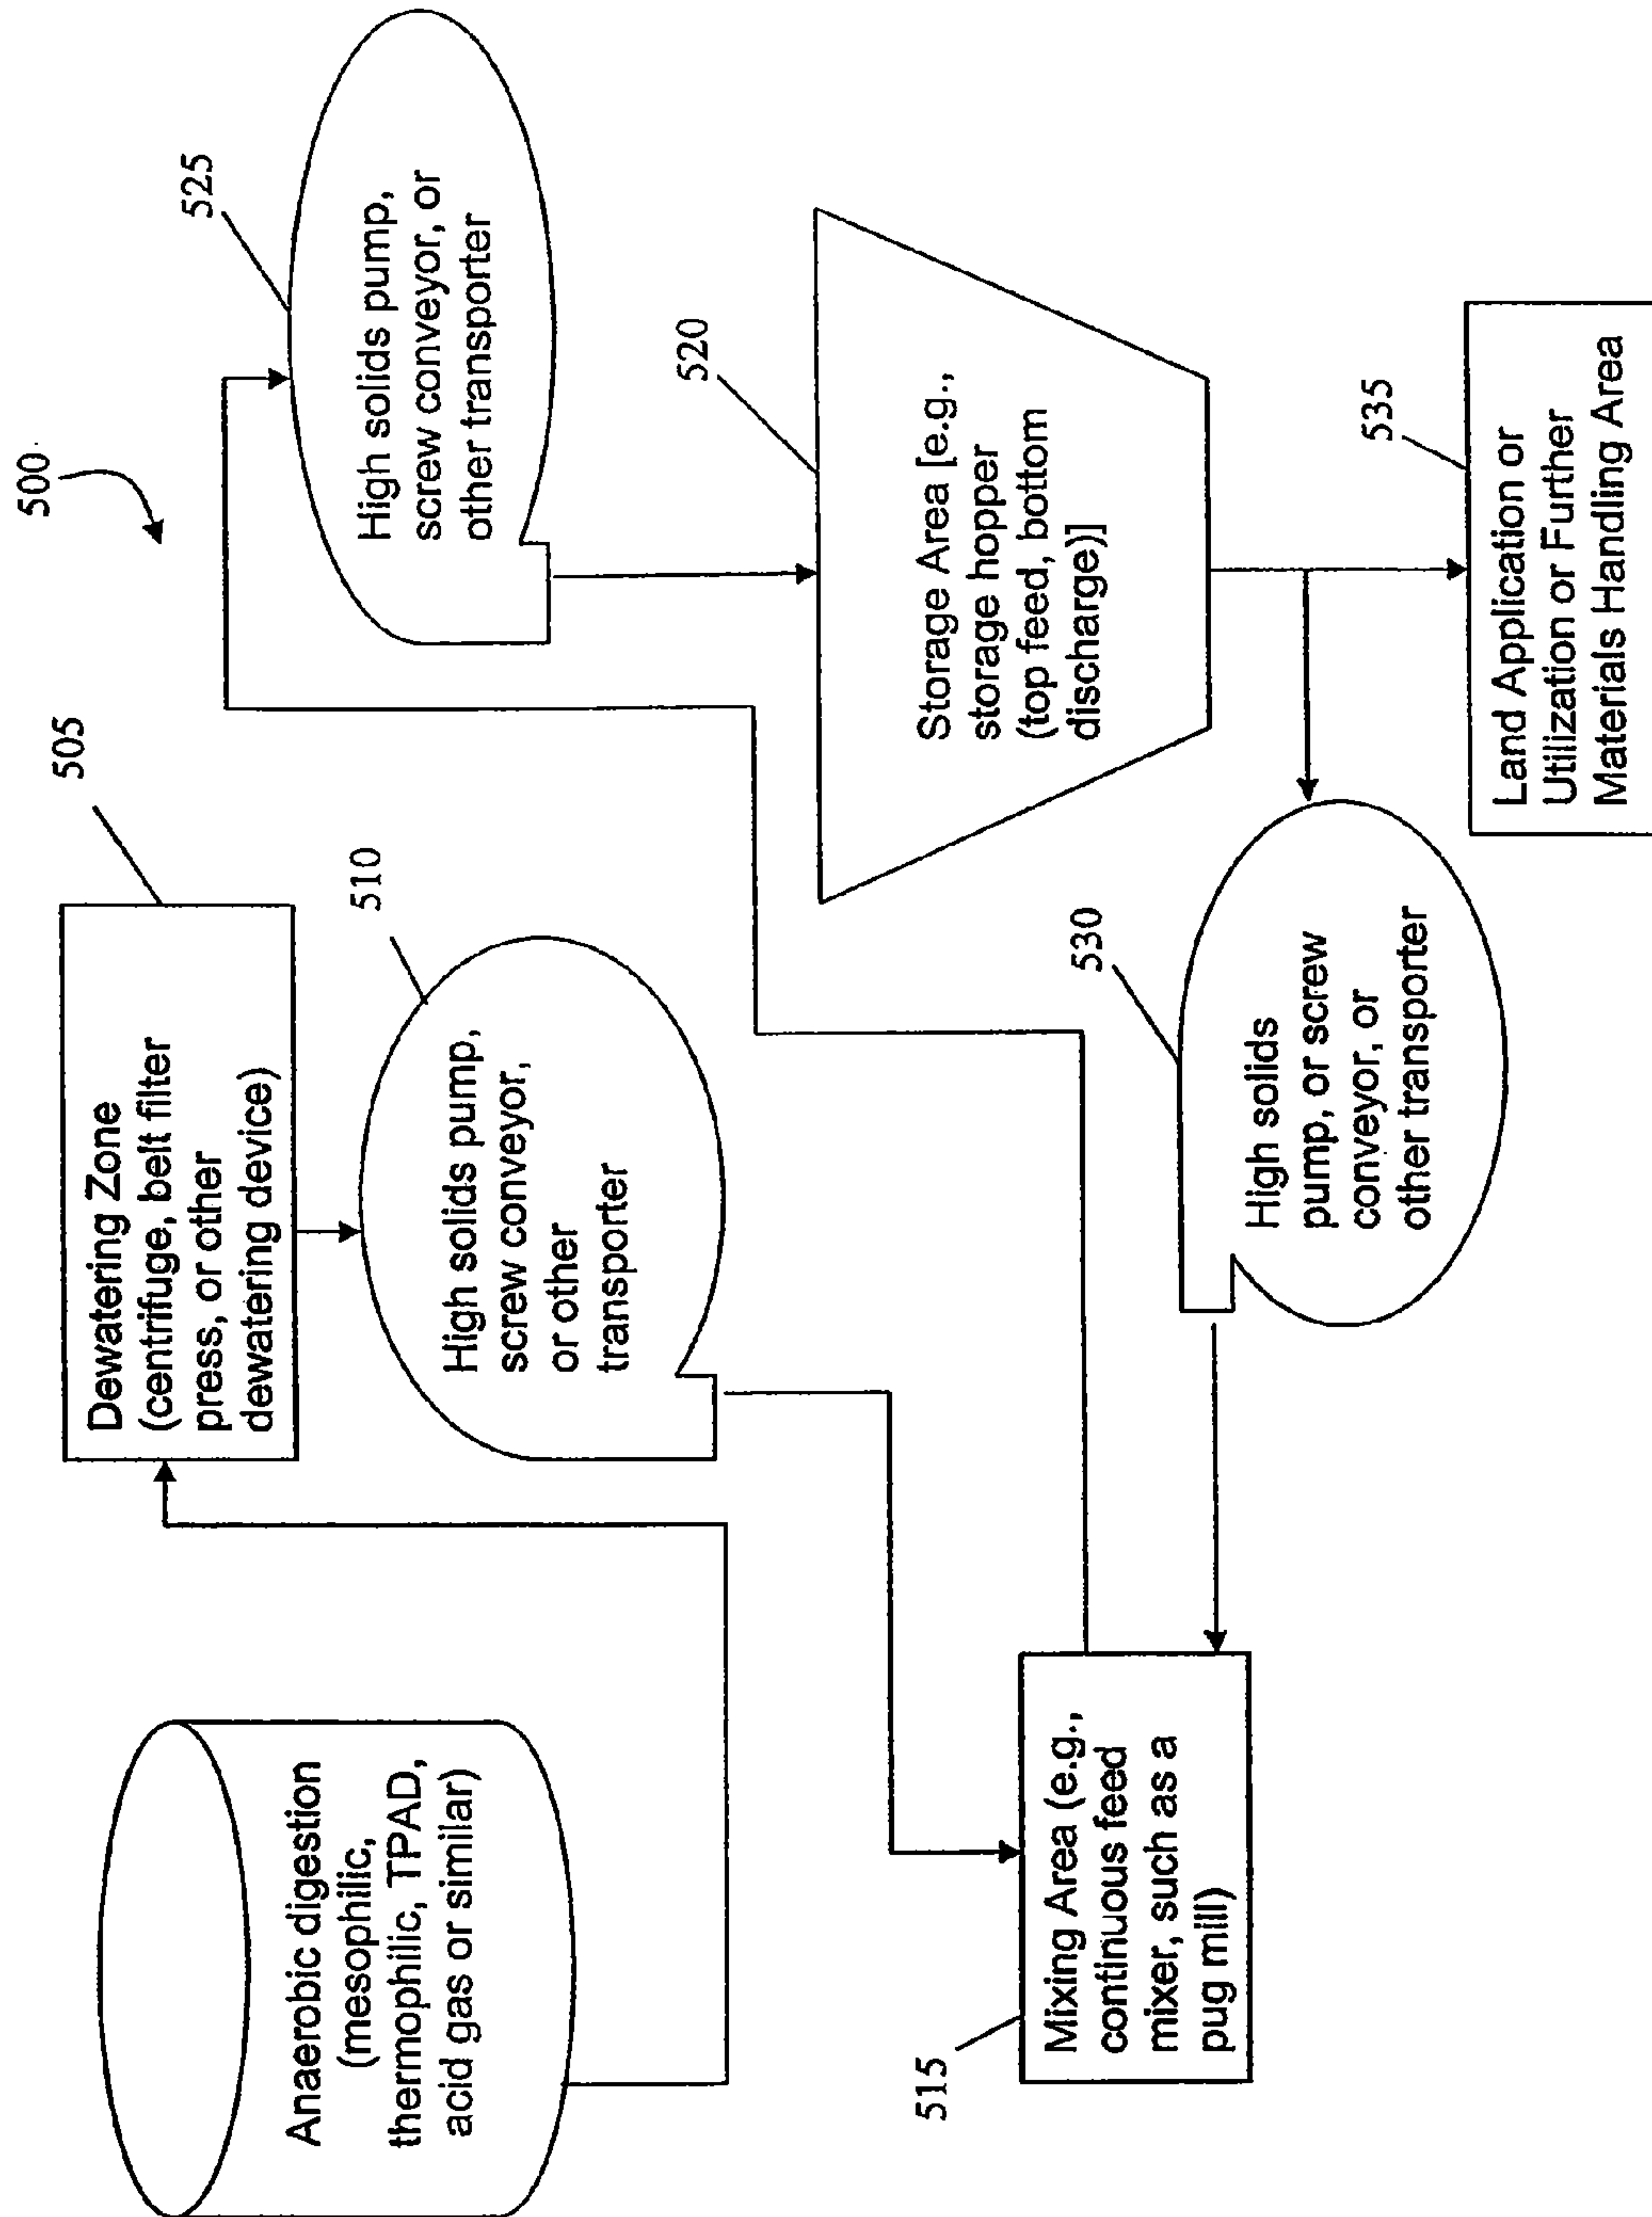 500
Anaerobic digestion
(mesophilic,
thermophilic, TPAD,
acid gas or similar)
505
Dewatering Zone
(centrifuge, belt filter
press, or other
dewatering device)
510
High solids pump,
screw conveyor,
or other
transporter
525
High solids pump,
screw conveyor, or
other transporter
515
Mixing Area (e.g.,
continuous feed
mixer, such as a
pug mill)
520
Storage Area [e.g.,
storage hopper
(top feed, bottom
discharge)]
530
High solids
pump, or screw
conveyor, or
other transporter
535
Land Application or
Utilization or Further
Materials Handling Area